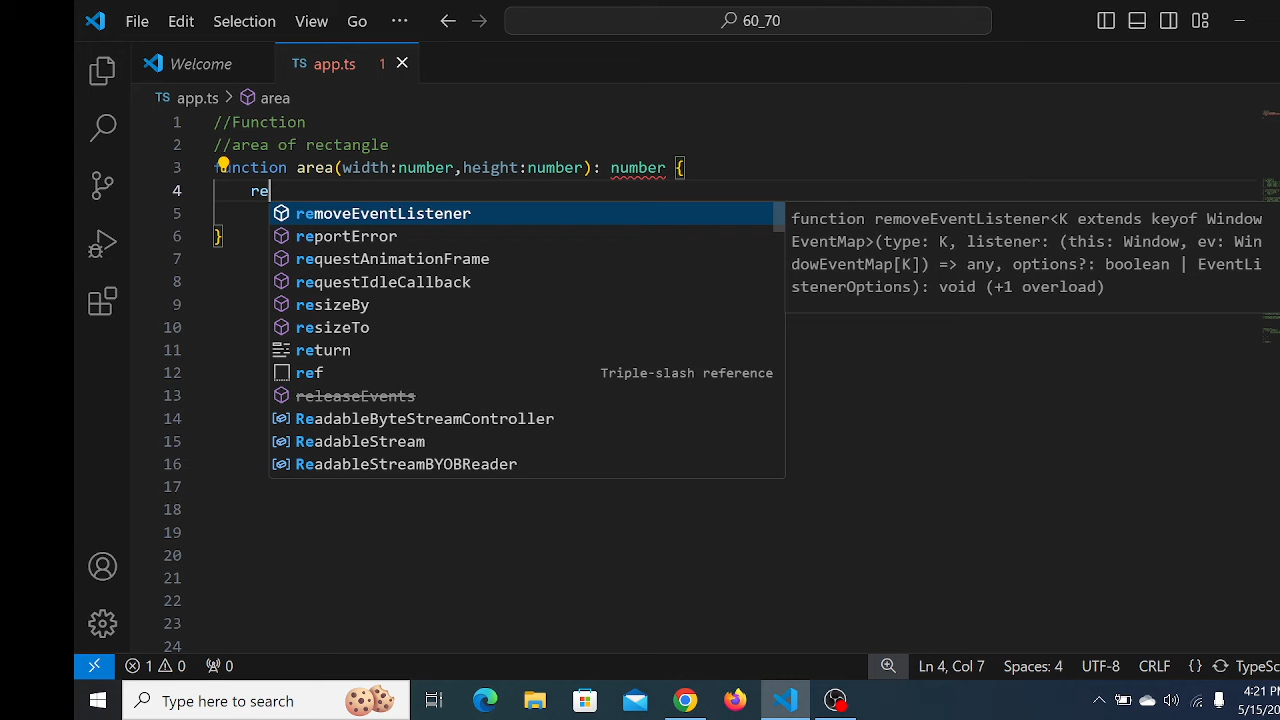 File Edit Selection View Go ··· 60_70
Welcome TS app.ts 1
TS app.ts > area
1 //Function
2 //area of rectangle
3 function area(width:number,height:number): number {
4 re
5
6 }
7
8
9
10
11
12
13
14
15
16
17
18
19
20
21
22
23
24
removeEventListener
reportError
requestAnimationFrame
requestIdleCallback
resizeBy
resizeTo
return
ref Triple-slash reference
releaseEvents
ReadableByteStreamController
ReadableStream
ReadableStreamBYOBReader
function removeEventListener<K extends keyof Window
EventMap>(type: K, listener: (this: Window, ev: Win
dowEventMap[K]) => any, options?: boolean | EventLi
stenerOptions): void (+1 overload)
1 0 0 Ln 4, Col 7 Spaces: 4 UTF-8 CRLF {} TypeSc
Type here to search
4:21 PM
5/15/20